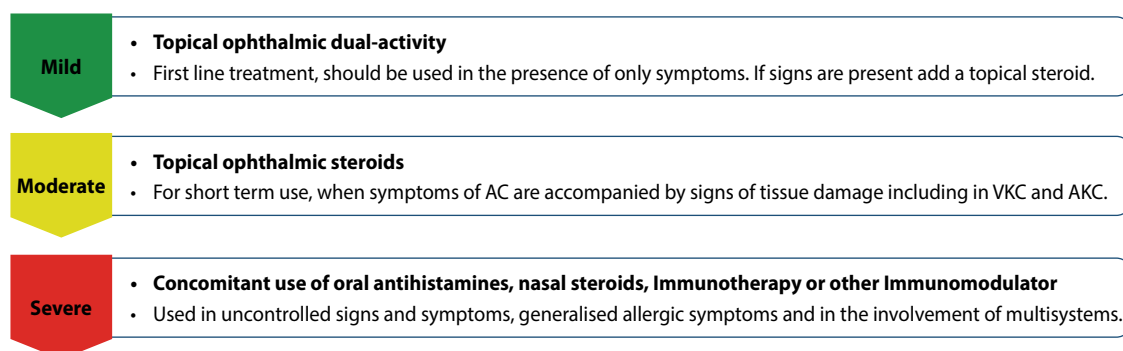 Mild
• Topical ophthalmic dual-activity
• First line treatment, should be used in the presence of only symptoms. If signs are present add a topical steroid.
Moderate
• Topical ophthalmic steroids
• For short term use, when symptoms of AC are accompanied by signs of tissue damage including in VKC and AKC.
Severe
• Concomitant use of oral antihistamines, nasal steroids, Immunotherapy or other Immunomodulator
• Used in uncontrolled signs and symptoms, generalised allergic symptoms and in the involvement of multisystems.